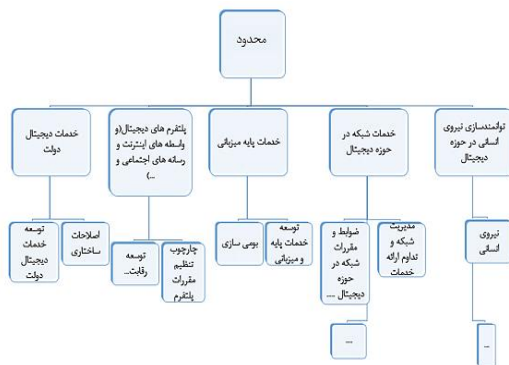 محدود
توانمندسازی نیروی
انسانی در حوزه
دیجیتال
خدمات شبکه در
حوزه دیجیتال
خدمات پایه میزبانی
پلتفرم های دیجیتال(و
واسطه های اینترنت و
رسانه های اجتماعی و
...)
خدمات دیجیتال
دولت
نیروی
انسانی
مدیریت
شبکه و
تداوم ارائه
خدمات
ضوابط و
مقررات
شبکه در
حوزه
دیجیتال ....
توسعه
خدمات پایه
و میزبانی
بومی سازی
چارچوب
تنظیم
مقررات
پلتفرم
توسعه
رقابت...
اصلاحات
ساختاری
توسعه
خدمات
دیجیتال
دولت
...
...